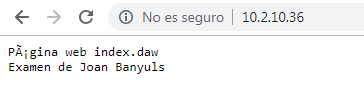 No es seguro 10.2.10.36
PÃ¡gina web index.daw
Examen de Joan Banyuls